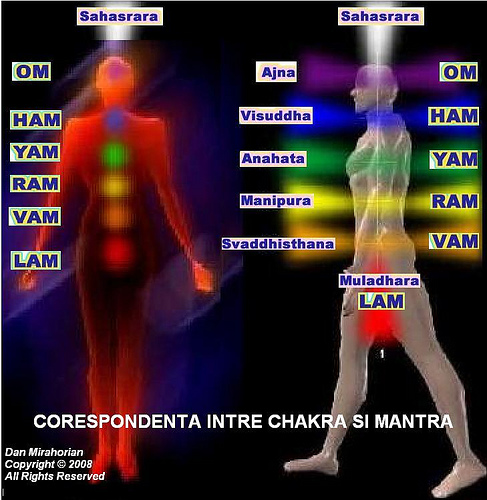 Sahasrara
Sahasrara
OM
Ajna
OM
HAM
Visuddha
HAM
YAM
Anahata
YAM
RAM
Manipura
RAM
VAM
Svaddhisthana
VAM
LAM
Muladhara
LAM
1
CORESPONDENTA INTRE CHAKRA SI MANTRA
Dan Mirahorian
Copyright © 2008
All Rights Reserved